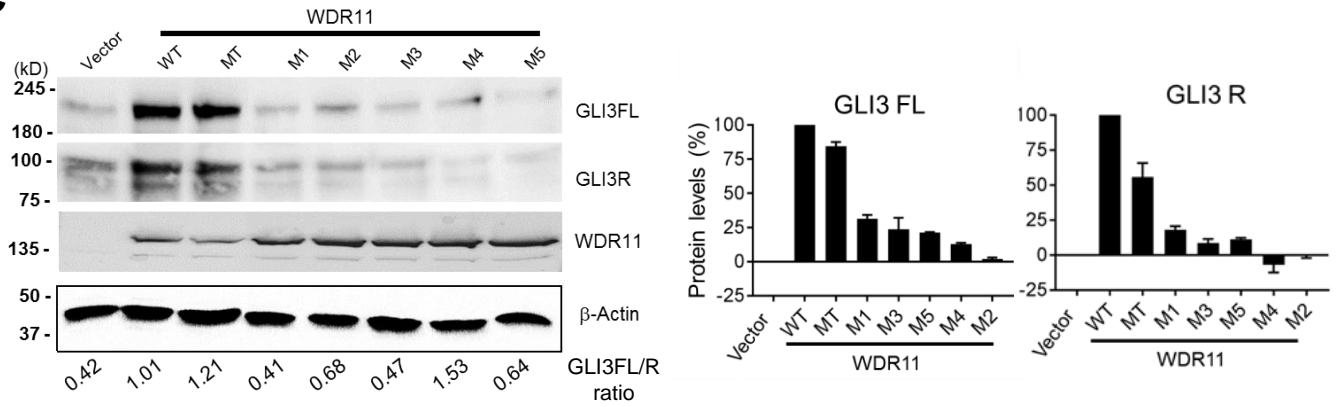 WDR11
Vector WT MT M1 M2 M3 M4 M5
(kD)
245 -
GLI3FL
180 -
100 -
GLI3R
75 -
WDR11
135 -
50 -
β-Actin
37 -
0.42 1.01 1.21 0.41 0.68 0.47 1.53 0.64 GLI3FL/R
ratio
GLI3 FL
Protein levels (%)
100
75
50
25
0
-25
Vector WT MT M1 M3 M5 M4 M2
WDR11
GLI3 R
100
75
50
25
0
-25
Vector WT MT M1 M3 M5 M4 M2
WDR11